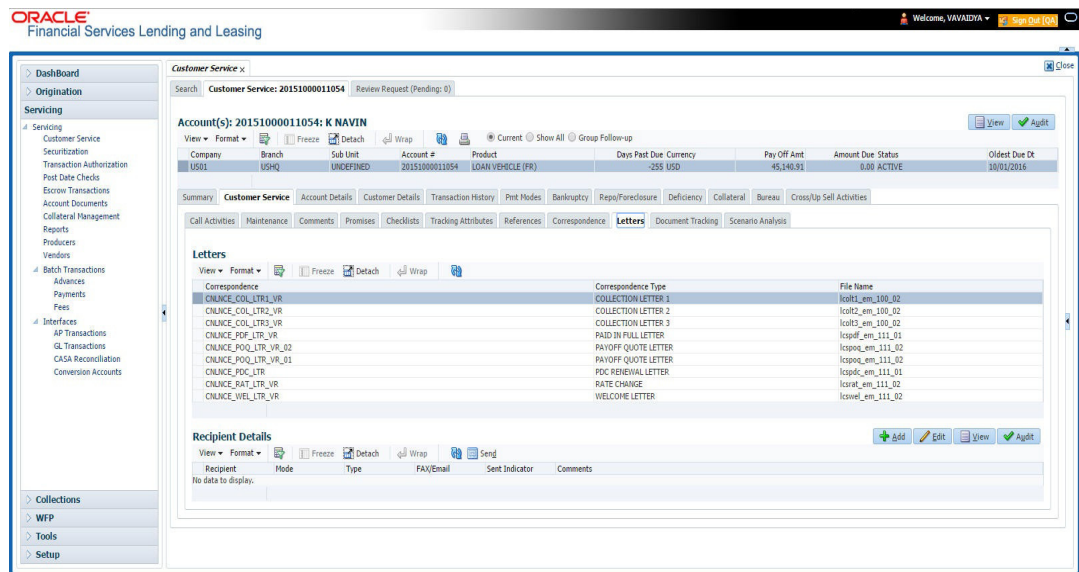 ORACLE
Financial Services Lending and Leasing
Welcome, VAVAIDYA
Sign Out [QA]
Close
DashBoard
Origination
Servicing
Servicing
Customer Service
Securitization
Transaction Authorization
Post Date Checks
Escrow Transactions
Account Documents
Collateral Management
Reports
Producers
Vendors
Batch Transactions
Advances
Payments
Fees
Interfaces
AP Transactions
GL Transactions
CASA Reconciliation
Conversion Accounts
Collections
WFP
Tools
Setup
Customer Service x
Search Customer Service: 20151000011054 Review Request (Pending: 0)
Account(s): 20151000011054: K NAVIN
View Audit
View Format Freeze Detach Wrap Current Show All Group Follow-up
Company Branch Sub Unit Account # Product Days Past Due Currency Pay Off Amt Amount Due Status Oldest Due Dt
US01 USHQ UNDEFINED 20151000011054 LOAN VEHICLE (FR) -255 USD 45,140.91 0.00 ACTIVE 10/01/2016
Summary Customer Service Account Details Customer Details Transaction History Pmt Modes Bankruptcy Repo/Foreclosure Deficiency Collateral Bureau Cross/Up Sell Activities
Call Activities Maintenance Comments Promises Checklists Tracking Attributes References Correspondence Letters Document Tracking Scenario Analysis
Letters
View Format Freeze Detach Wrap
Correspondence Correspondence Type File Name
CNLNCE_COL_LTR1_VR COLLECTION LETTER 1 lcolt1_em_100_02
CNLNCE_COL_LTR2_VR COLLECTION LETTER 2 lcolt2_em_100_02
CNLNCE_COL_LTR3_VR COLLECTION LETTER 3 lcolt3_em_100_02
CNLNCE_PDF_LTR_VR PAID IN FULL LETTER lcspdf_em_111_01
CNLNCE_POQ_LTR_VR_02 PAYOFF QUOTE LETTER lcspoq_em_111_02
CNLNCE_POQ_LTR_VR_01 PAYOFF QUOTE LETTER lcspoq_em_111_02
CNLNCE_PDC_LTR PDC RENEWAL LETTER lcspdc_em_111_01
CNLNCE_RAT_LTR_VR RATE CHANGE lcsrat_em_111_02
CNLNCE_WEL_LTR_VR WELCOME LETTER lcswel_em_111_02
Recipient Details
Add Edit View Audit
View Format Freeze Detach Wrap Send
Recipient Mode Type FAX/Email Sent Indicator Comments
No data to display.